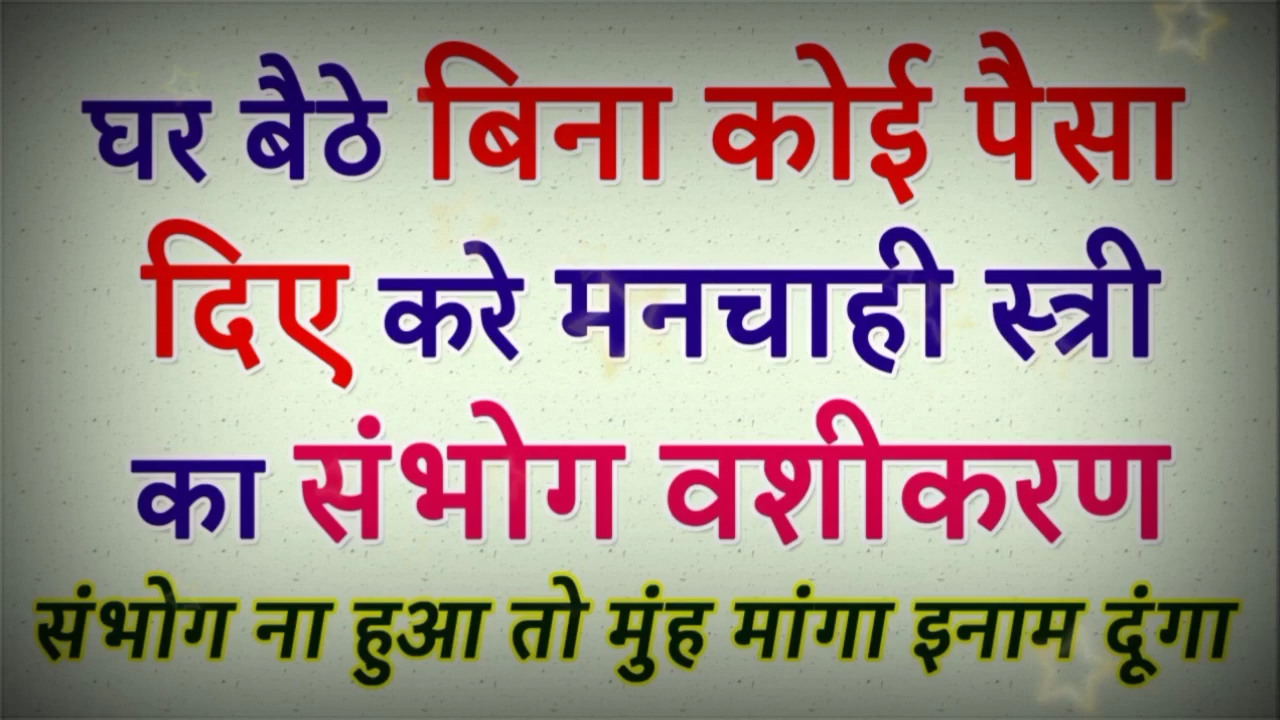 घर बैठे बिना कोई पैसा
दिए करे मनचाही स्त्री
का संभोग वशीकरण
संभोग ना हुआ तो मुंह मांगा इनाम दूंगा